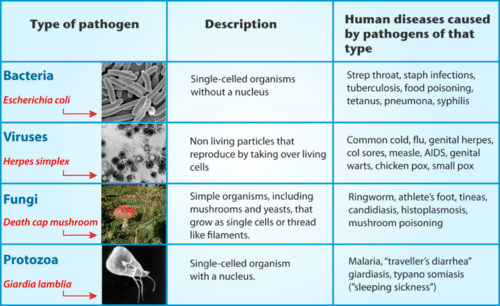 Type of pathogen
Description
Human diseases caused
by pathogens of that
type
Bacteria
Escherichia coli
Single-celled organisms
without a nucleus
Strep throat, staph infections,
tuberculosis, food poisoning,
tetanus, pneumona, syphilis
Viruses
Herpes simplex
Non living particles that
reproduce by taking over living
cells
Common cold, flu, genital herpes,
col sores, measle, AIDS, genital
warts, chicken pox, small pox
Fungi
Death cap mushroom
Simple organisms, including
mushrooms and yeasts, that
grow as single cells or thread
like filaments.
Ringworm, athlete's foot, tineas,
candidiasis, histoplasmosis,
mushroom poisoning
Protozoa
Giardia lamblia
Single-celled organism
with a nucleus.
Malaria, "traveller's diarrhea"
giardiasis, typano somiasis
("sleeping sickness")